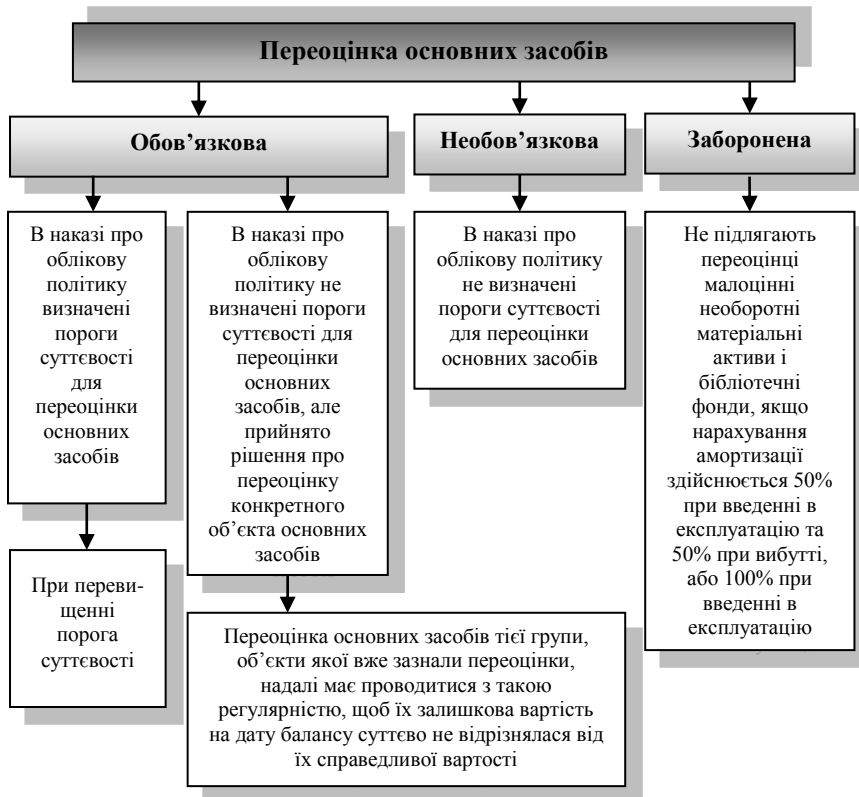 Переоцінка основних засобів
Обов’язкова
Необов’язкова
Заборонена
В наказі про
облікову
політику
визначені
пороги
суттєвості
для
переоцінки
основних
засобів
В наказі про
облікову
політику не
визначені пороги
суттєвості для
переоцінки
основних
засобів, але
прийнято
рішення про
переоцінку
конкретного
об’єкта основних
засобів
В наказі про
облікову політику
не визначені
пороги суттєвості
для переоцінки
основних засобів
Не підлягають
переоцінці
малоцінні
необоротні
матеріальні
активи і
бібліотечні
фонди, якщо
нарахування
амортизації
здійснюється 50%
при введенні в
експлуатацію та
50% при вибутті,
або 100% при
введенні в
експлуатацію
При переви-
щенні
порога
суттєвості
Переоцінка основних засобів тієї групи,
об’єкти якої вже зазнали переоцінки,
надалі має проводитися з такою
регулярністю, щоб їх залишкова вартість
на дату балансу суттєво не відрізнялася від
їх справедливої вартості